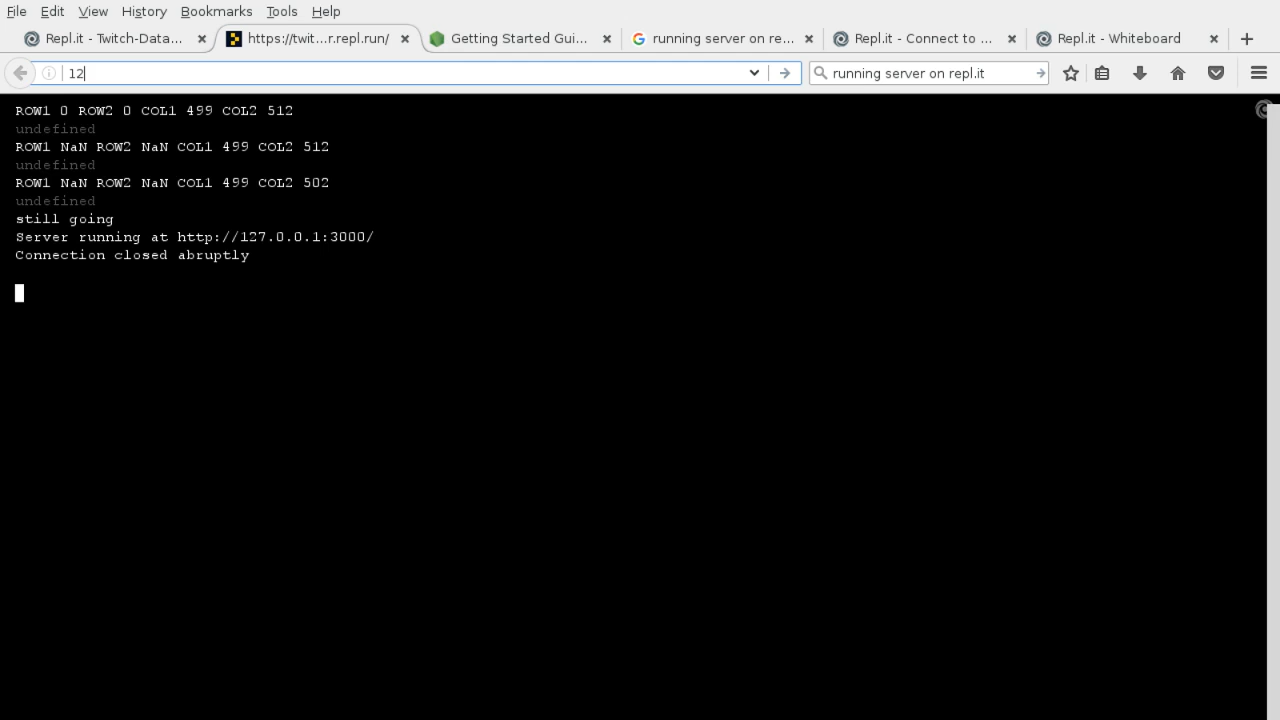 File Edit View History Bookmarks Tools Help
Repl.it - Twitch-Data... https://twit...r.repl.run/ Getting Started Gui... running server on re... Repl.it - Connect to ... Repl.it - Whiteboard
12 running server on repl.it
ROW1 0 ROW2 0 COL1 499 COL2 512
undefined
ROW1 NaN ROW2 NaN COL1 499 COL2 512
undefined
ROW1 NaN ROW2 NaN COL1 499 COL2 502
undefined
still going
Server running at http://127.0.0.1:3000/
Connection closed abruptly